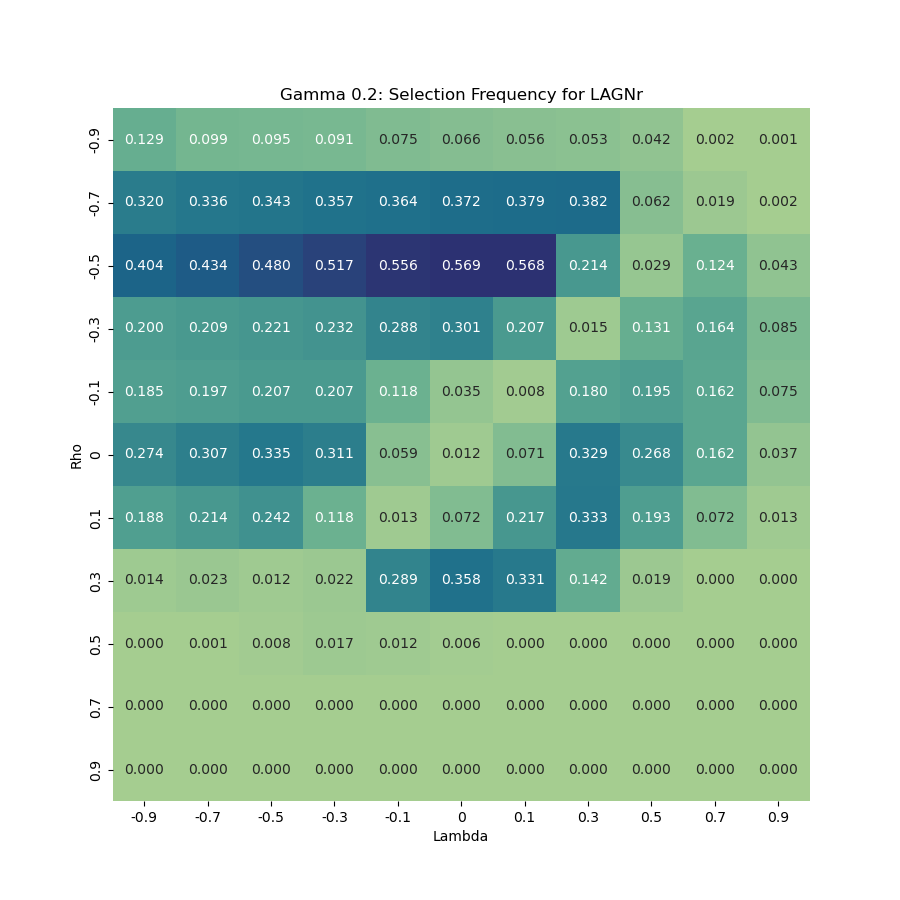 Gamma 0.2: Selection Frequency for LAGNr
-0.9 0.129 0.099 0.095 0.091 0.075 0.066 0.056 0.053 0.042 0.002 0.001
-0.7 0.320 0.336 0.343 0.357 0.364 0.372 0.379 0.382 0.062 0.019 0.002
-0.5 0.404 0.434 0.480 0.517 0.556 0.569 0.568 0.214 0.029 0.124 0.043
-0.3 0.200 0.209 0.221 0.232 0.288 0.301 0.207 0.015 0.131 0.164 0.085
-0.1 0.185 0.197 0.207 0.207 0.118 0.035 0.008 0.180 0.195 0.162 0.075
Rho
0 0.274 0.307 0.335 0.311 0.059 0.012 0.071 0.329 0.268 0.162 0.037
0.1 0.188 0.214 0.242 0.118 0.013 0.072 0.217 0.333 0.193 0.072 0.013
0.3 0.014 0.023 0.012 0.022 0.289 0.358 0.331 0.142 0.019 0.000 0.000
0.5 0.000 0.001 0.008 0.017 0.012 0.006 0.000 0.000 0.000 0.000 0.000
0.7 0.000 0.000 0.000 0.000 0.000 0.000 0.000 0.000 0.000 0.000 0.000
0.9 0.000 0.000 0.000 0.000 0.000 0.000 0.000 0.000 0.000 0.000 0.000
-0.9 -0.7 -0.5 -0.3 -0.1 0 0.1 0.3 0.5 0.7 0.9
Lambda